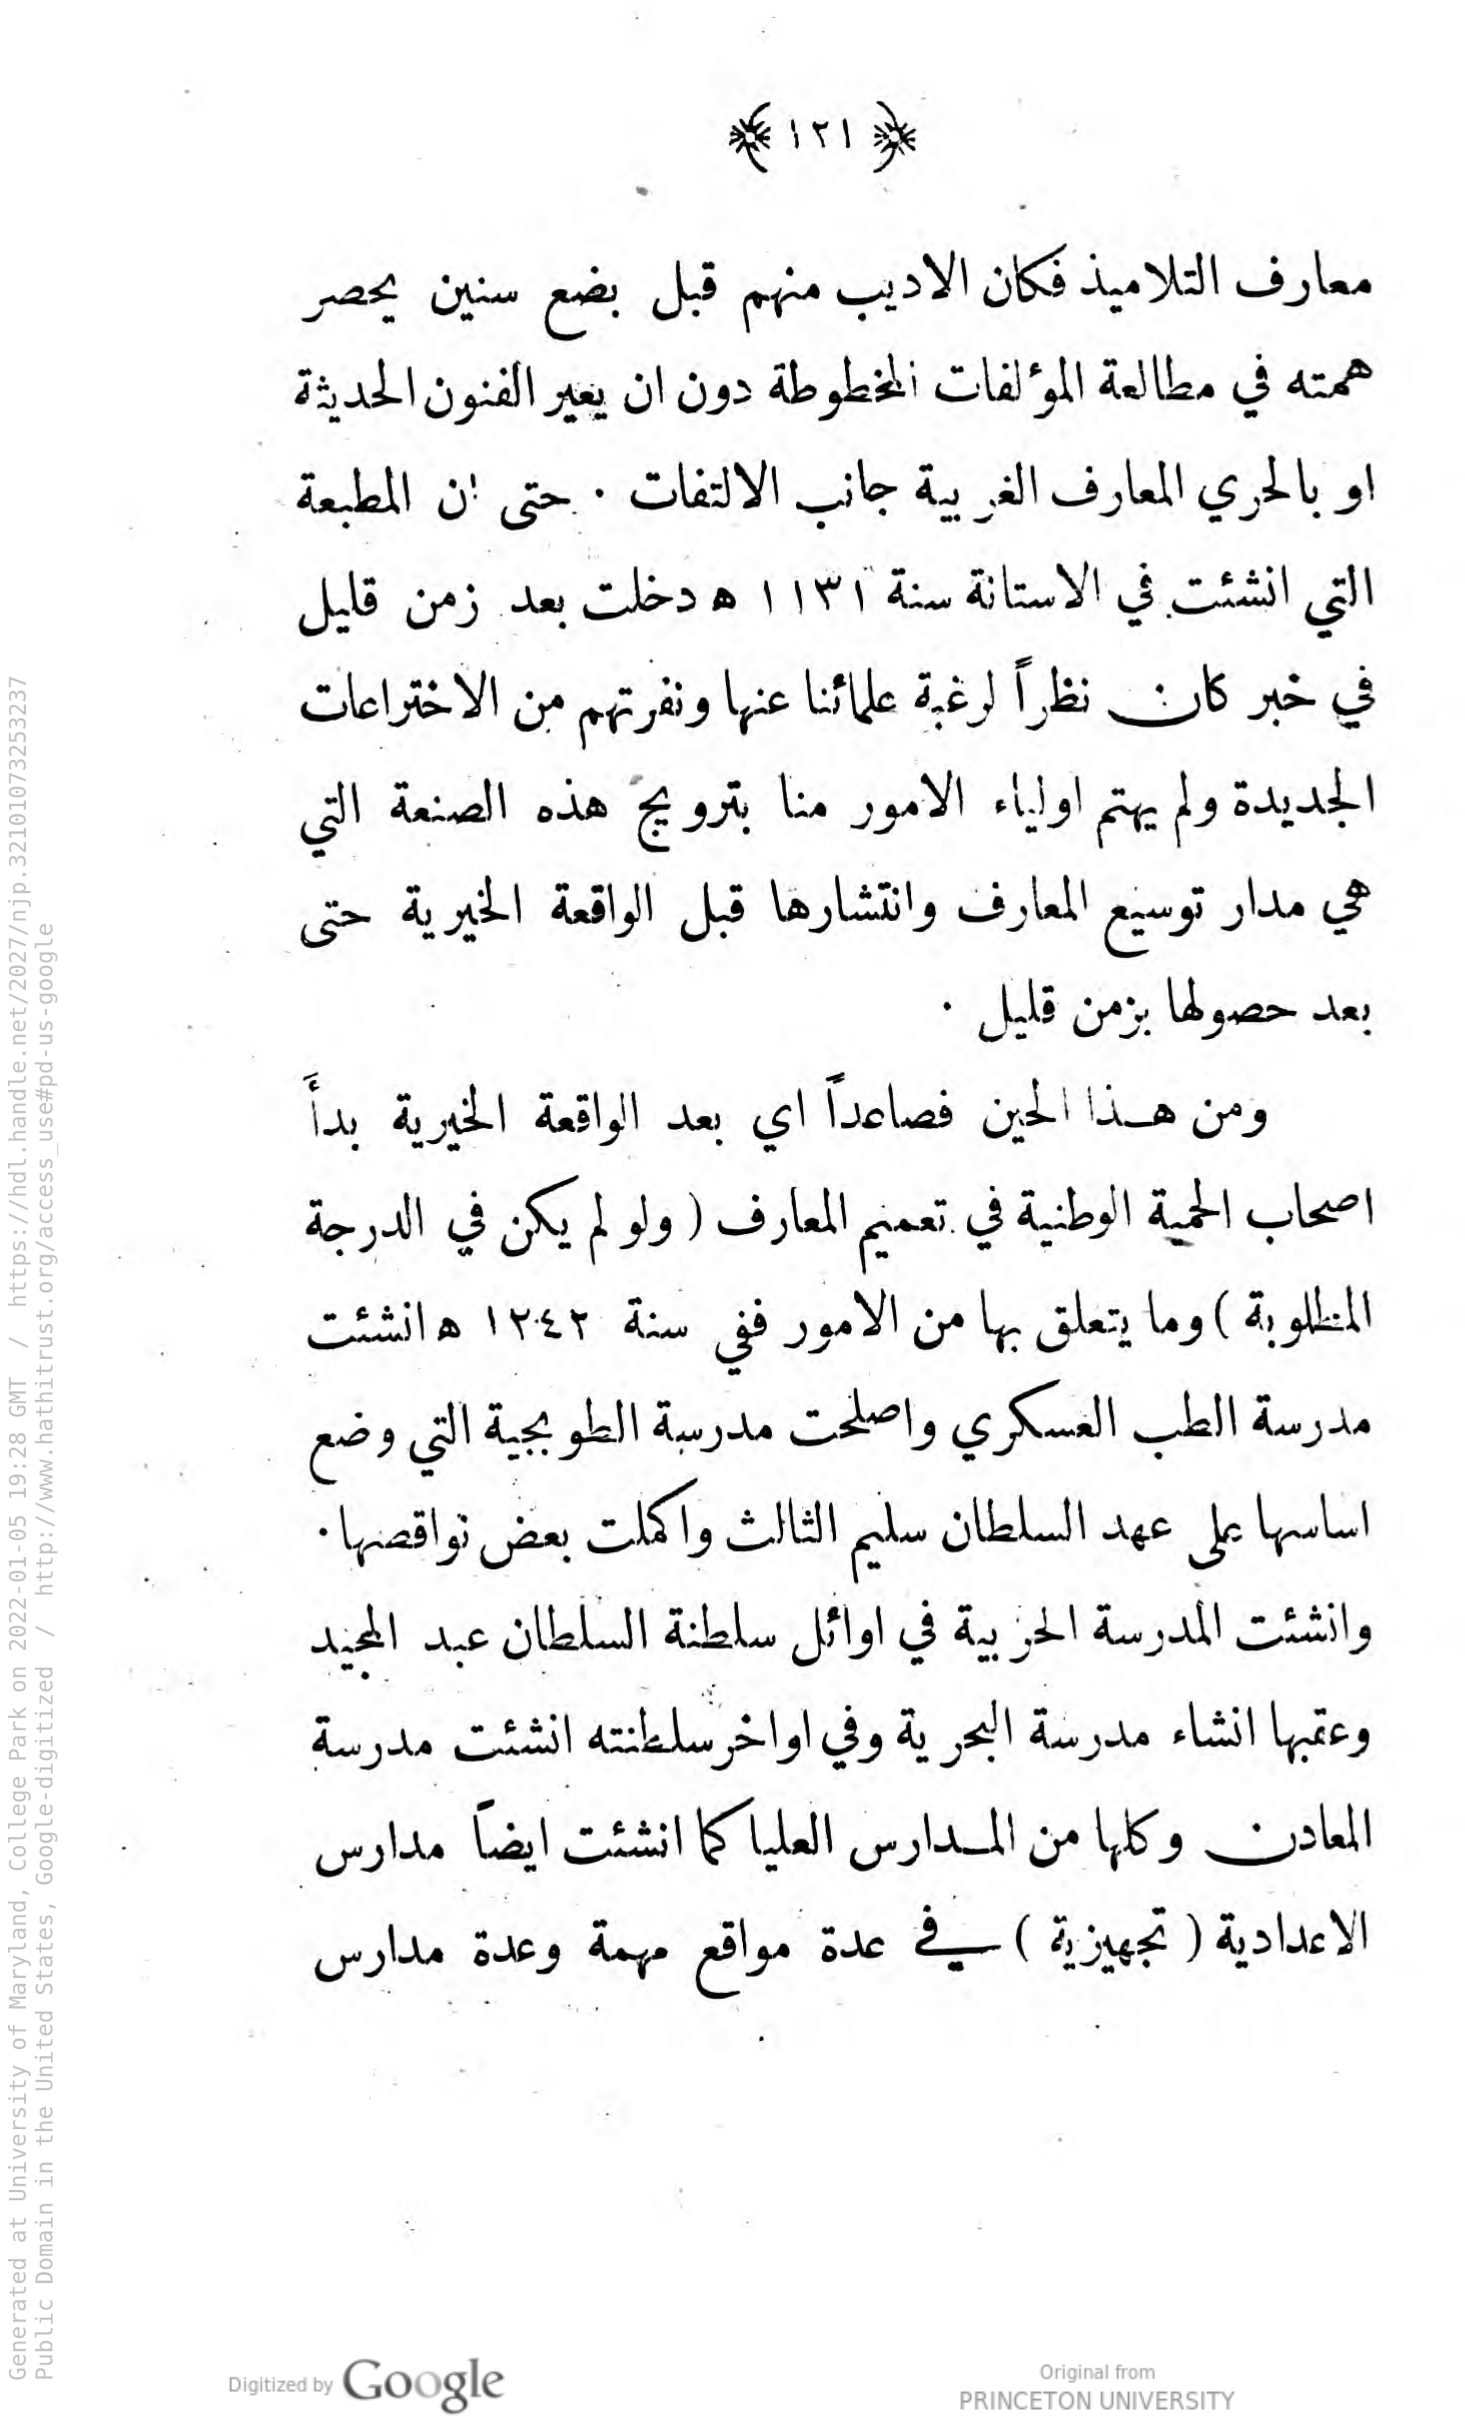 ﴿ ١٢١ ﴾
معارف التلاميذ فكان الاديب منهم قبل بضع سنين يحصر
همته في مطالعة المؤلفات المخطوطة دون ان يعير الفنون الحديثة
او بالحري المعارف الغربية جانب الالتفات ٠ حتى ان المطبعة
التي انشئت في الاستانة سنة ١١٣١ ه دخلت بعد زمن قليل
في خبر كان نظراً لرغبة علمائنا عنها ونفرتهم من الاختراعات
الجديدة ولم يهتم اولياء الامور منا بترويج هذه الصنعة التي
هي مدار توسيع المعارف وانتشارها قبل الواقعة الخيرية حتى
بعد حصولها بزمن قليل ٠
ومن هذا الحين فصاعداً اي بعد الواقعة الخيرية بدأَ
اصحاب الحمية الوطنية في تعميم المعارف ( ولو لم يكن في الدرجة
المطلوبة ) وما يتعلق بها من الامور ففي سنة ١٢٤٢ ه انشئت
مدرسة الطب العسكري واصلحت مدرسة الطوبجية التي وضع
اساسها على عهد السلطان سليم الثالث واكملت بعض نواقصها ٠
وانشئت المدرسة الحربية في اوائل سلطنة السلطان عبد المجيد
وعقبها انشاء مدرسة البحرية وفي اواخر سلطنته انشئت مدرسة
المعادن وكلها من المدارس العليا كما انشئت ايضاً مدارس
الاعدادية ( تجهيزية ) في عدة مواقع مهمة وعدة مدارس
Generated at University of Maryland, College Park on 2022-01-05 19:28 GMT / https://hdl.handle.net/2027/njp.32101073253237
Public Domain in the United States, Google-digitized / http://www.hathitrust.org/access_use#pd-us-google
Digitized by Google
Original from
PRINCETON UNIVERSITY